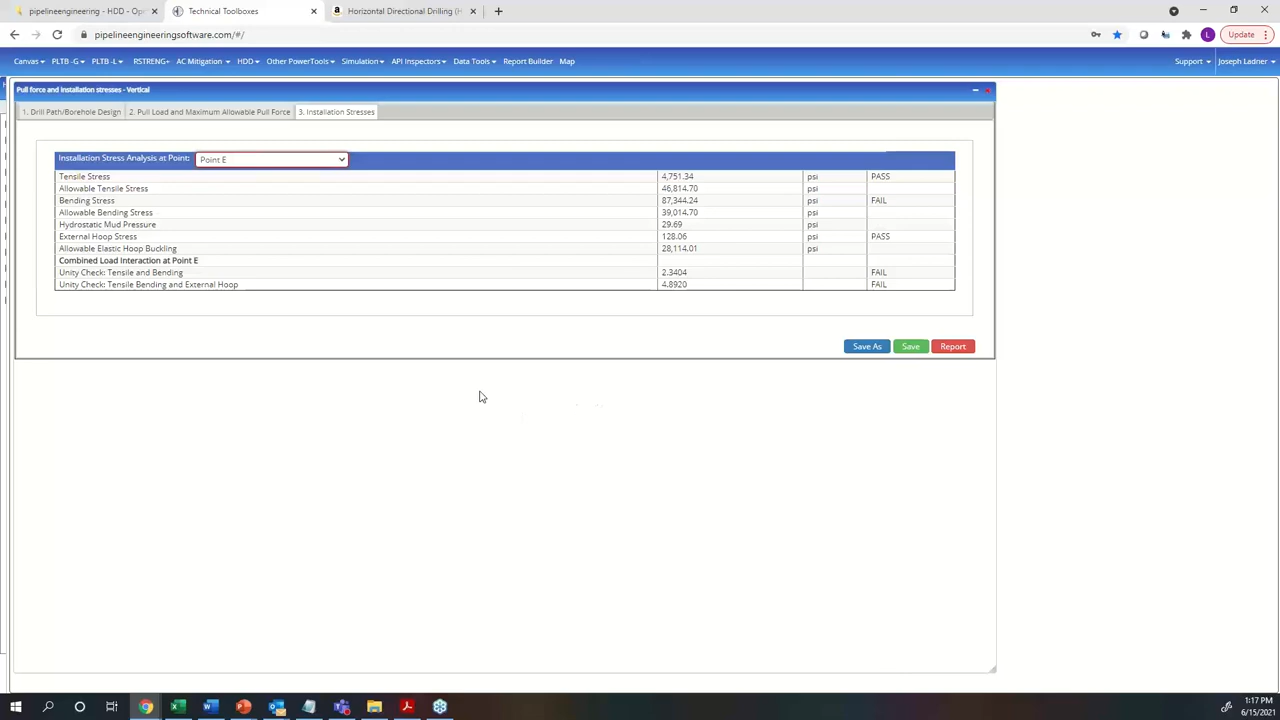 pipelineengineering - HDD - Online
Technical Toolboxes
Horizontal Directional Drilling (H
pipelineengineeringsoftware.com/#/
Update
Canvas PLTB -G PLTB -L RSTRENG+ AC Mitigation HDD Other PowerTools Simulation API Inspectors Data Tools Report Builder Map Support Joseph Ladner
Pull force and installation stresses - Vertical
1. Drill Path/Borehole Design 2. Pull Load and Maximum Allowable Pull Force 3. Installation Stresses
Installation Stress Analysis at Point: Point E
Tensile Stress 4,751.34 psi PASS
Allowable Tensile Stress 46,814.70 psi
Bending Stress 87,344.24 psi FAIL
Allowable Bending Stress 39,014.70 psi
Hydrostatic Mud Pressure 29.69 psi
External Hoop Stress 128.06 psi PASS
Allowable Elastic Hoop Buckling 28,114.01 psi
Combined Load Interaction at Point E
Unity Check: Tensile and Bending 2.3404 FAIL
Unity Check: Tensile Bending and External Hoop 4.8920 FAIL
Save As Save Report
1:17 PM
6/15/2021